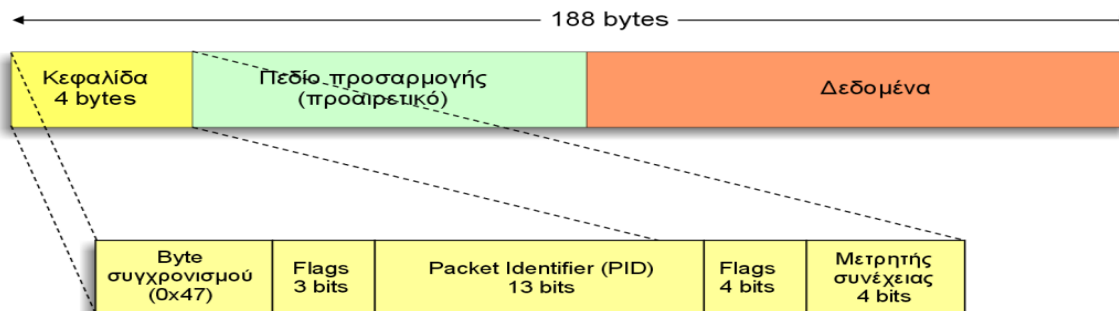 188 bytes
Κεφαλίδα
4 bytes
Πεδίο προσαρμογής
(προαιρετικό)
Δεδομένα
Byte
συγχρονισμού
(0x47)
Flags
3 bits
Packet Identifier (PID)
13 bits
Flags
4 bits
Μετρητής
συνέχειας
4 bits